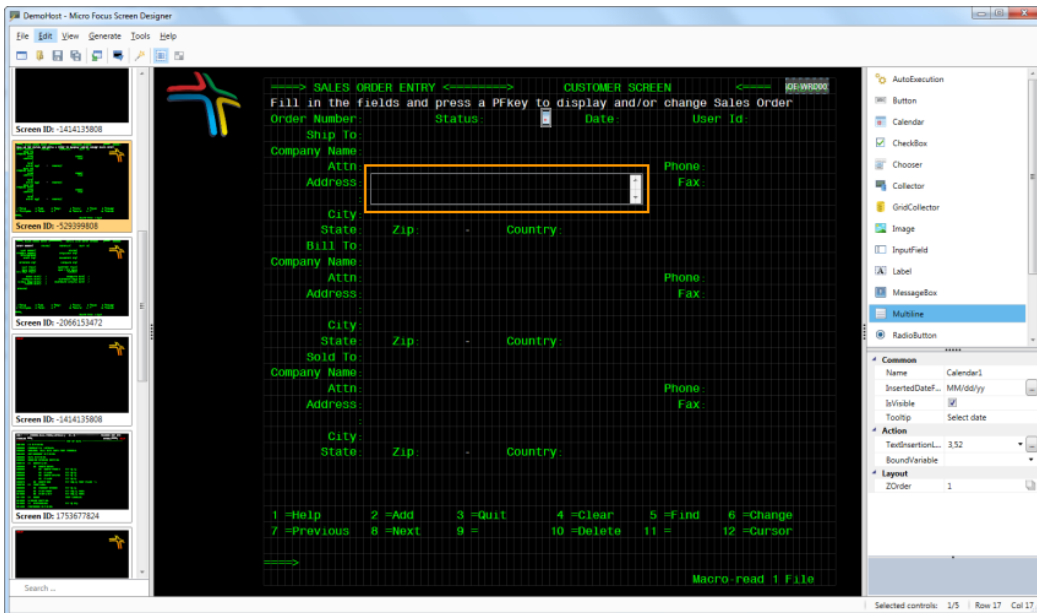 DemoHost - Micro Focus Screen Designer
File Edit View Generate Tools Help
Screen ID: -1414135808
Screen ID: -529399808
Screen ID: -2066153472
Screen ID: -1414135808
Screen ID: 1753677824
Search ...
====> SALES ORDER ENTRY <========> CUSTOMER SCREEN <==== OE-WRD00
Fill in the fields and press a PFkey to display and/or change Sales Order
Order Number: Status: Date: User Id:
Ship To:
Company Name:
Attn: Phone:
Address: Fax:
:
City:
State: Zip: - Country:
Bill To:
Company Name:
Attn: Phone:
Address: Fax:
:
City:
State: Zip: - Country:
Sold To:
Company Name:
Attn: Phone:
Address: Fax:
:
City:
State: Zip: - Country:
1 =Help 2 =Add 3 =Quit 4 =Clear 5 =Find 6 =Change
7 =Previous 8 =Next 9 = 10 =Delete 11 = 12 =Cursor
====>
Macro-read 1 File
AutoExecution
Button
Calendar
CheckBox
Chooser
Collector
GridCollector
Image
InputField
Label
MessageBox
Multiline
RadioButton
Common
Name Calendar1
InsertedDateF... MM/dd/yy ...
IsVisible
Tooltip Select date
Action
TextInsertionL... 3,52 ...
BoundVariable
Layout
ZOrder 1
Selected controls: 1/5 Row 17 Col 17